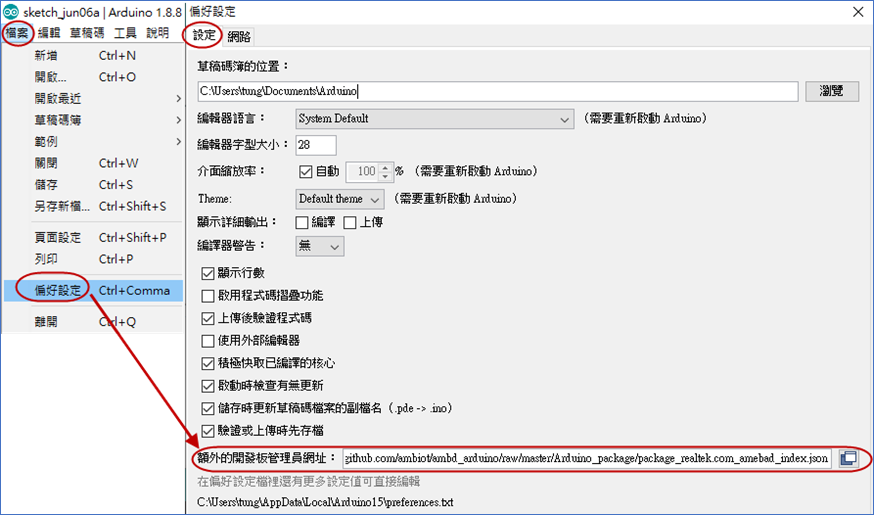 sketch_jun06a | Arduino 1.8.8
檔案 編輯 草稿碼 工具 說明
新增 Ctrl+N
開啟... Ctrl+O
開啟最近
草稿碼簿
範例
關閉 Ctrl+W
儲存 Ctrl+S
另存新檔... Ctrl+Shift+S
頁面設定 Ctrl+Shift+P
列印 Ctrl+P
偏好設定 Ctrl+Comma
離開 Ctrl+Q
偏好設定
設定 網路
草稿碼簿的位置：
C:\Users\tung\Documents\Arduino 瀏覽
編輯器語言： System Default （需要重新啟動 Arduino）
編輯器字型大小： 28
介面縮放率： 自動 100 % （需要重新啟動 Arduino）
Theme: Default theme （需要重新啟動 Arduino）
顯示詳細輸出： 編譯 上傳
編譯器警告： 無
顯示行數
啟用程式碼摺疊功能
上傳後驗證程式碼
使用外部編輯器
積極快取已編譯的核心
啟動時檢查有無更新
儲存時更新草稿碼檔案的副檔名（.pde -> .ino）
驗證或上傳時先存檔
額外的開發板管理員網址： github.com/ambiot/ambd_arduino/raw/master/Arduino_package/package_realtek.com_amebad_index.json
在偏好設定檔裡還有更多設定值可直接編輯
C:\Users\tung\AppData\Local\Arduino15\preferences.txt